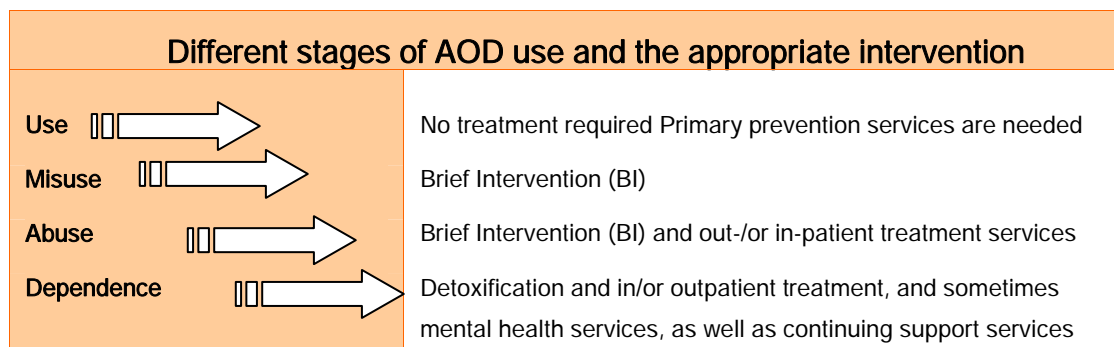 Different stages of AOD use and the appropriate intervention
Use
No treatment required Primary prevention services are needed
Misuse
Brief Intervention (BI)
Abuse
Brief Intervention (BI) and out-/or in-patient treatment services
Dependence
Detoxification and in/or outpatient treatment, and sometimes
mental health services, as well as continuing support services